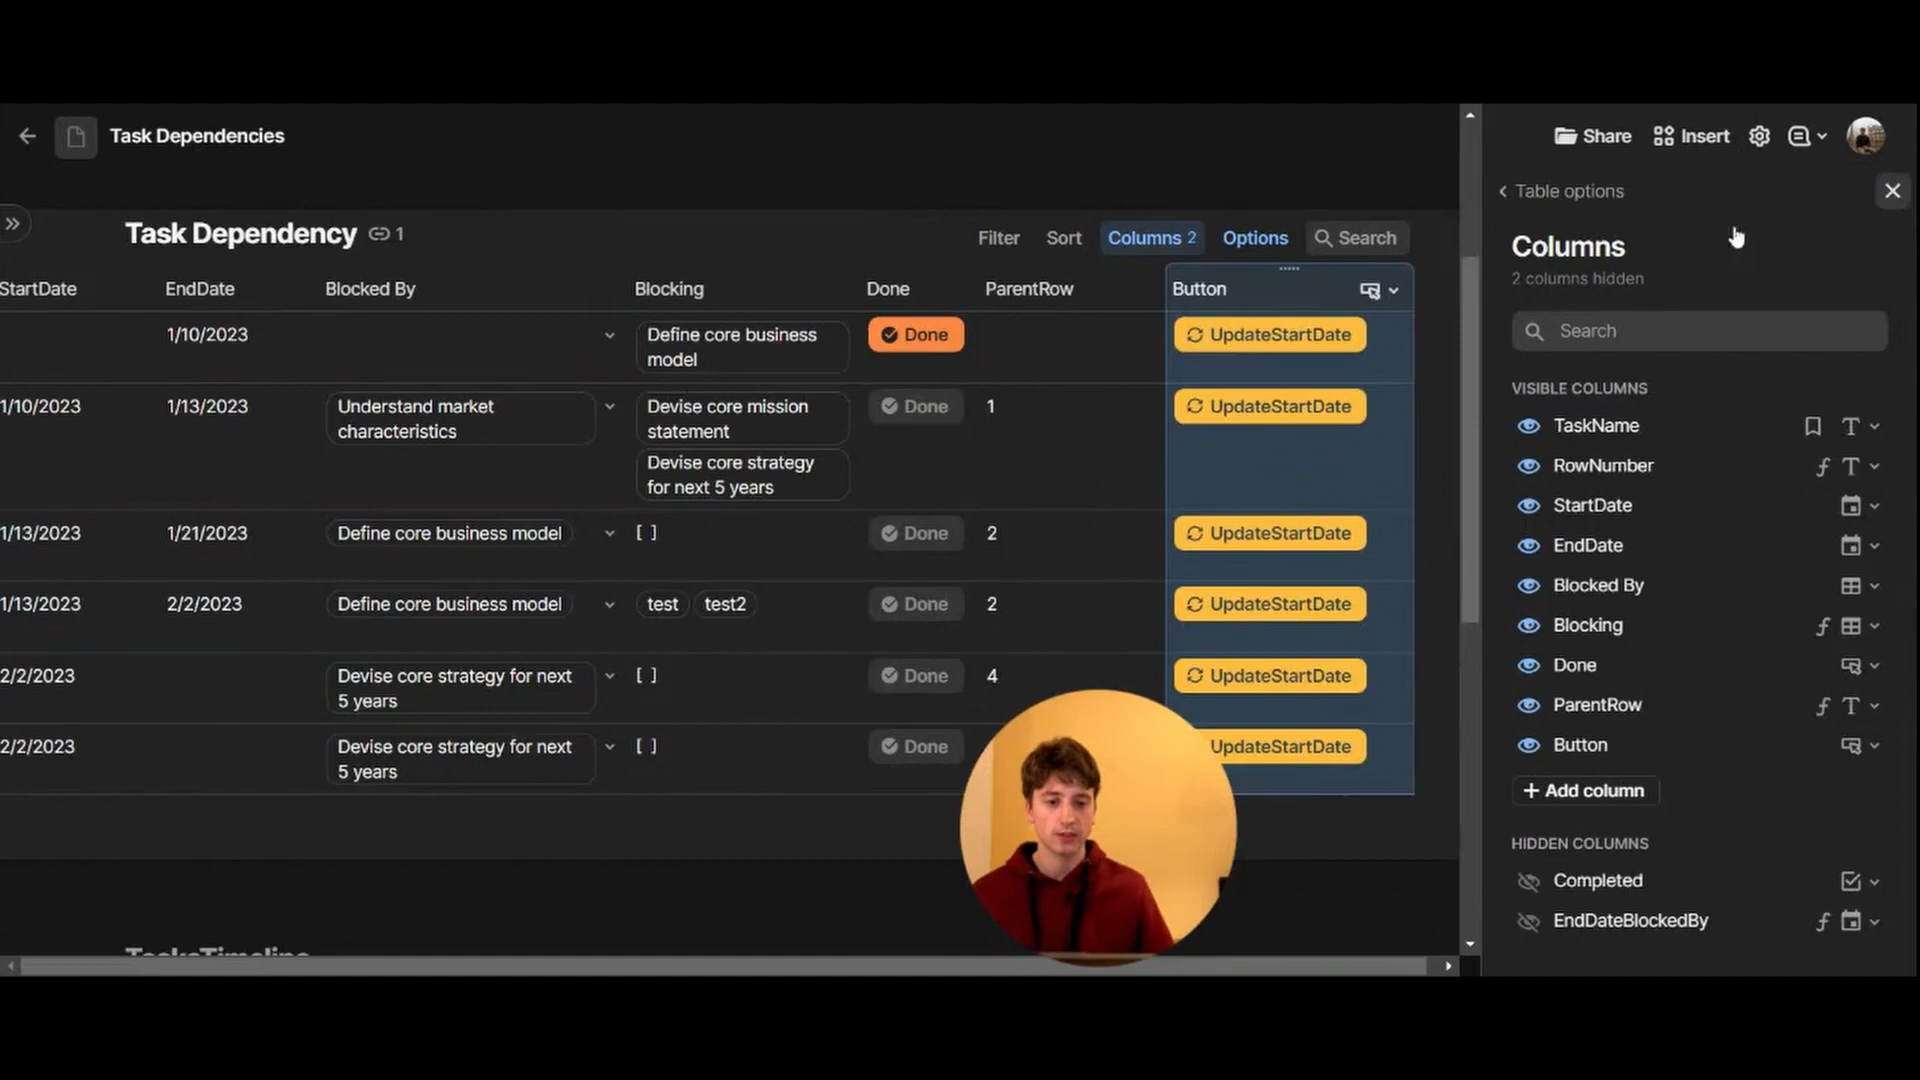 Task Dependencies
Share
Insert
Task Dependency 1
Filter
Sort
Columns 2
Options
Search
StartDate
EndDate
Blocked By
Blocking
Done
ParentRow
Button
1/10/2023
Define core business
model
Done
UpdateStartDate
1/10/2023
1/13/2023
Understand market
characteristics
Devise core mission
statement
Devise core strategy
for next 5 years
Done
1
UpdateStartDate
1/13/2023
1/21/2023
Define core business model
[ ]
Done
2
UpdateStartDate
1/13/2023
2/2/2023
Define core business model
test
test2
Done
2
UpdateStartDate
2/2/2023
Devise core strategy for next
5 years
[ ]
Done
4
UpdateStartDate
2/2/2023
Devise core strategy for next
5 years
[ ]
Done
UpdateStartDate
TasksTimeline
Table options
Columns
2 columns hidden
Search
VISIBLE COLUMNS
TaskName
RowNumber
StartDate
EndDate
Blocked By
Blocking
Done
ParentRow
Button
+ Add column
HIDDEN COLUMNS
Completed
EndDateBlockedBy